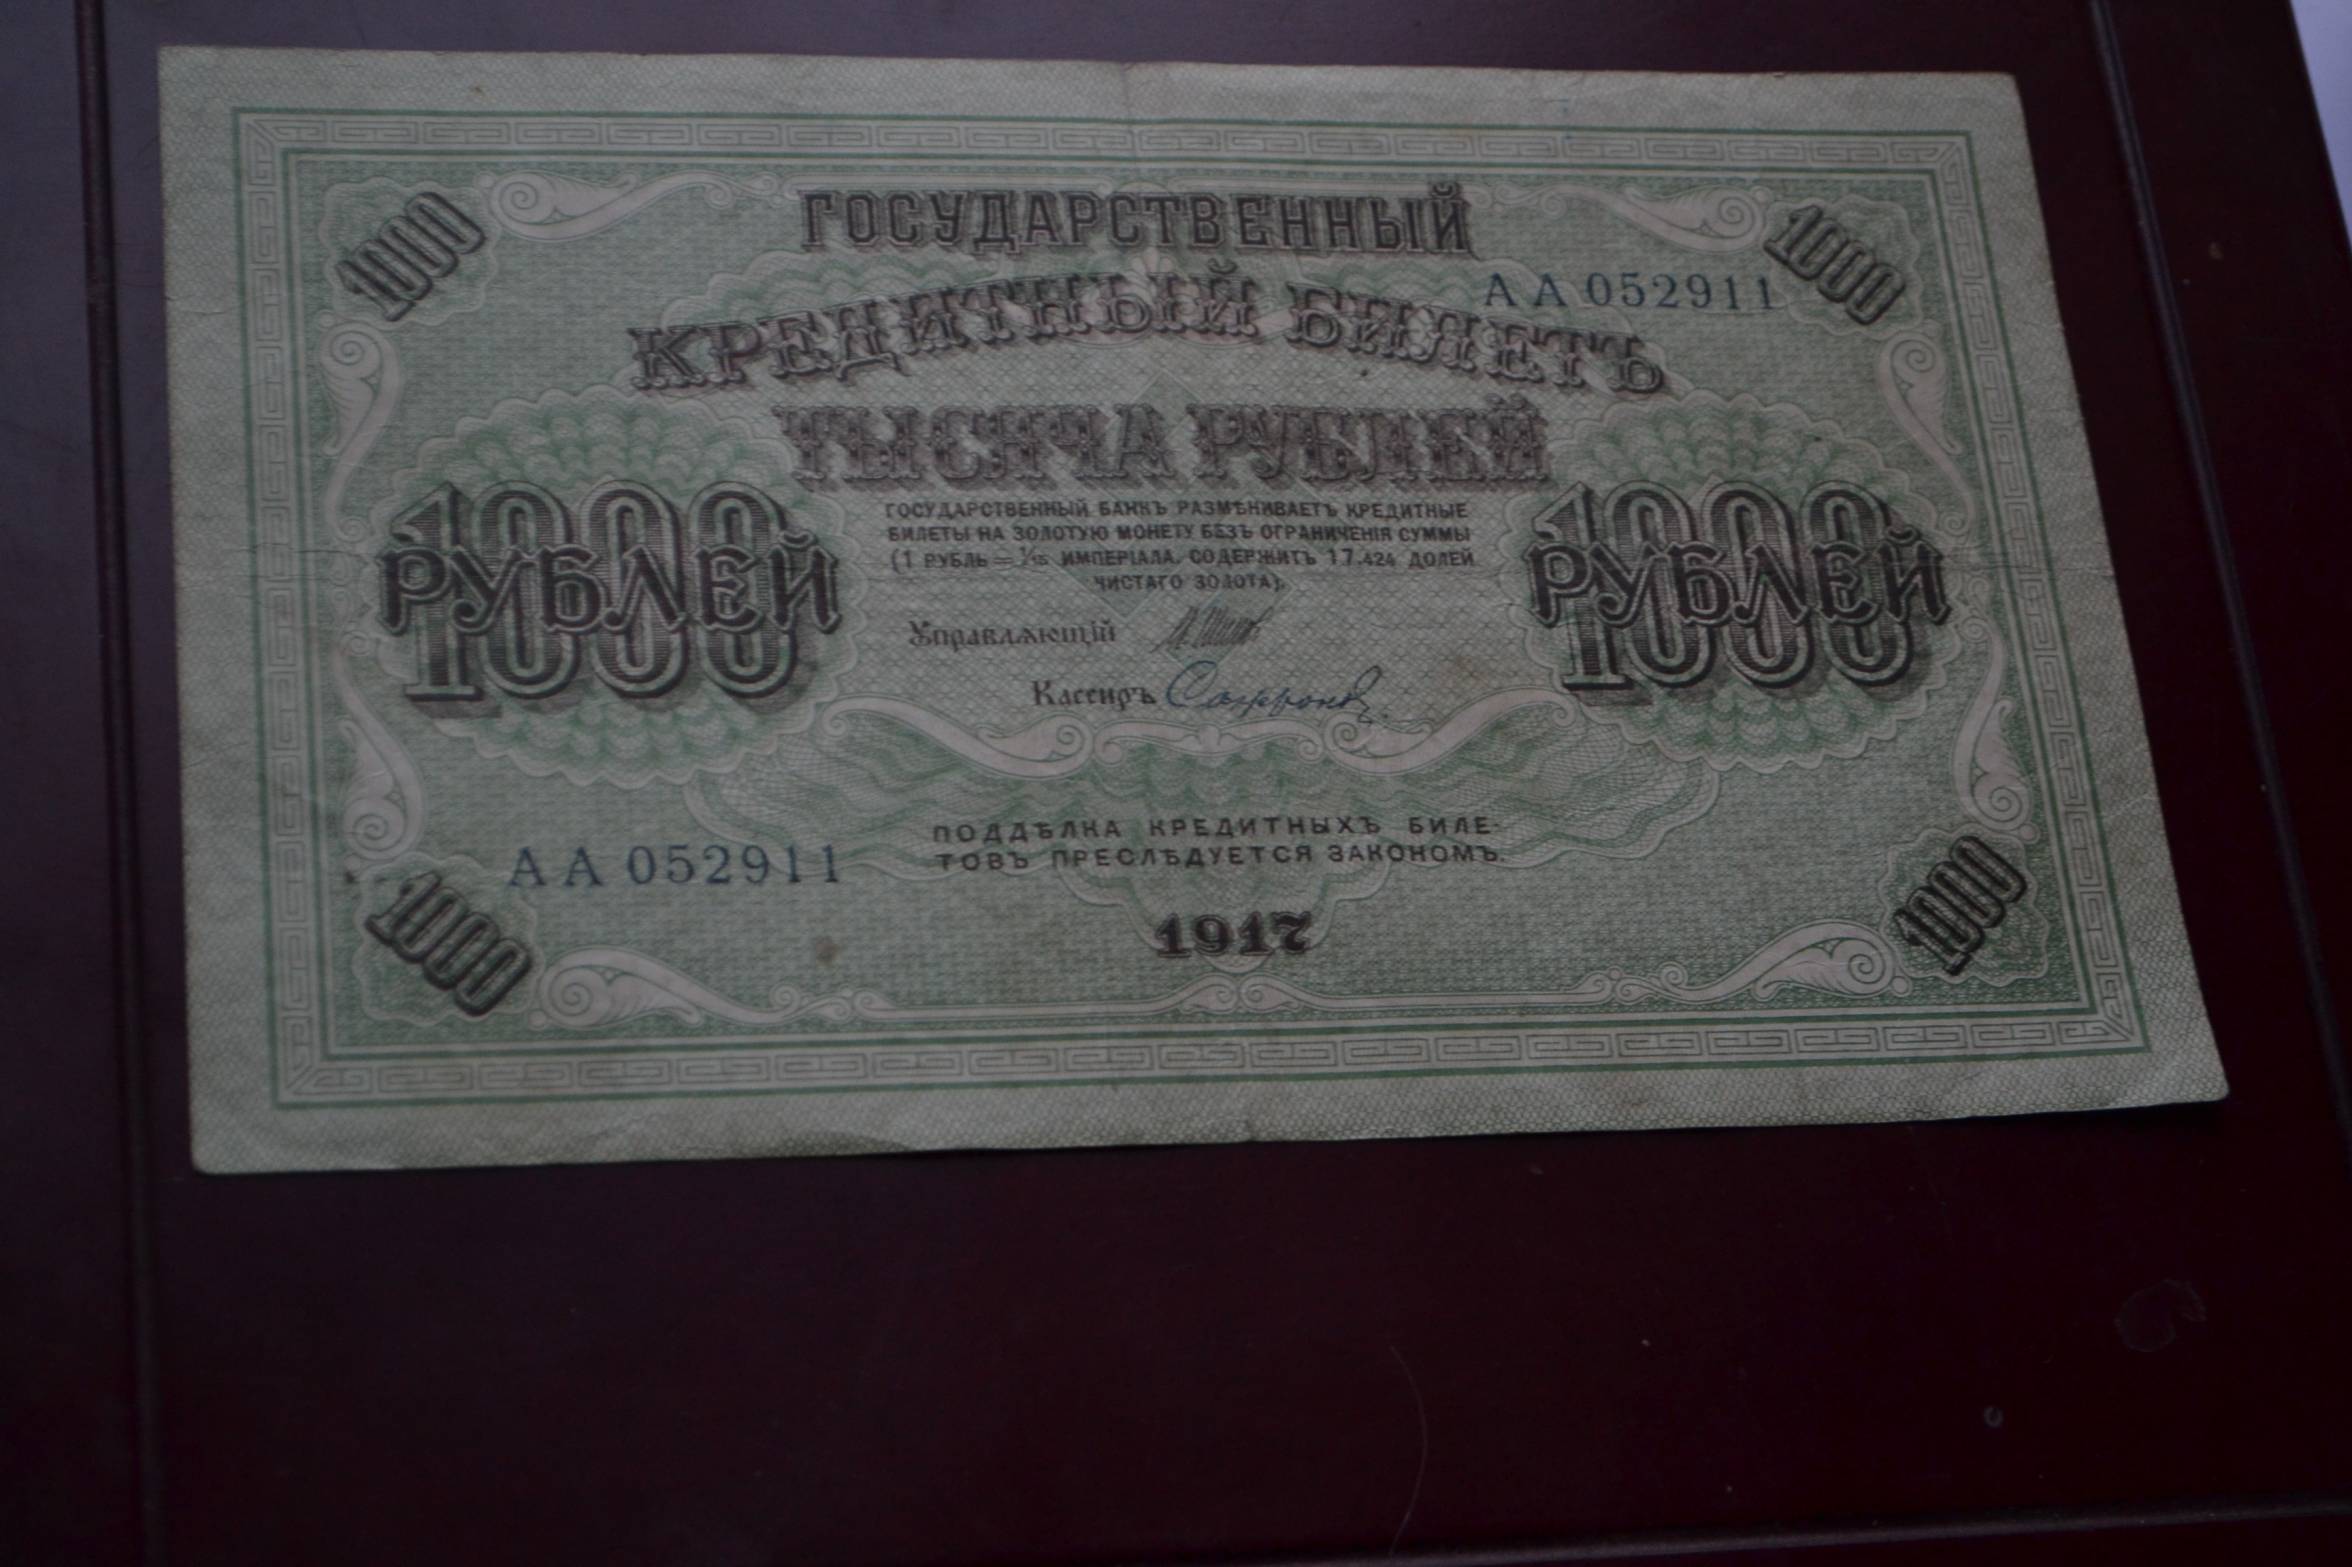 1000
ГОСУДАРСТВЕННЫЙ
1000
АА 052911
КРЕДИТНЫЙ БИЛЕТЪ
ТЫСЯЧА РУБЛЕЙ
1000
РУБЛЕЙ
ГОСУДАРСТВЕННЫЙ БАНКЪ РАЗМѢНИВАЕТЪ КРЕДИТНЫЕ
БИЛЕТЫ НА ЗОЛОТУЮ МОНЕТУ БЕЗЪ ОГРАНИЧЕНІЯ СУММЫ
(1 РУБЛЬ = 1/15 ИМПЕРІАЛА, СОДЕРЖИТЪ 17,424 ДОЛЕЙ
ЧИСТАГО ЗОЛОТА).
1000
РУБЛЕЙ
Управляющій
Кассиръ
ПОДДѢЛКА КРЕДИТНЫХЪ БИЛЕ-
ТОВЪ ПРЕСЛѢДУЕТСЯ ЗАКОНОМЪ.
АА 052911
1000
1917
1000